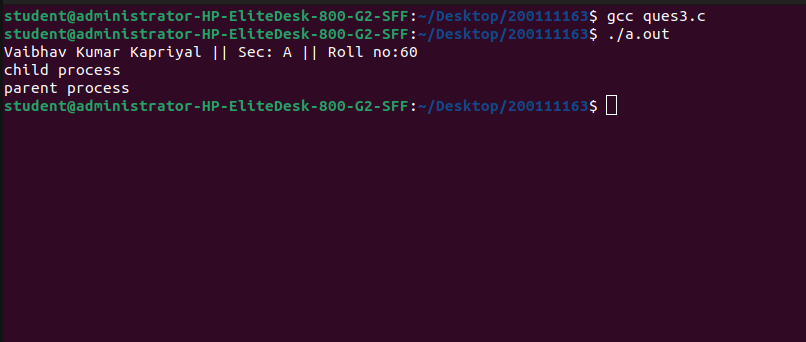 student@administrator-HP-EliteDesk-800-G2-SFF:~/Desktop/200111163$ gcc ques3.c
student@administrator-HP-EliteDesk-800-G2-SFF:~/Desktop/200111163$ ./a.out
Vaibhav Kumar Kapriyal || Sec: A || Roll no:60
child process
parent process
student@administrator-HP-EliteDesk-800-G2-SFF:~/Desktop/200111163$